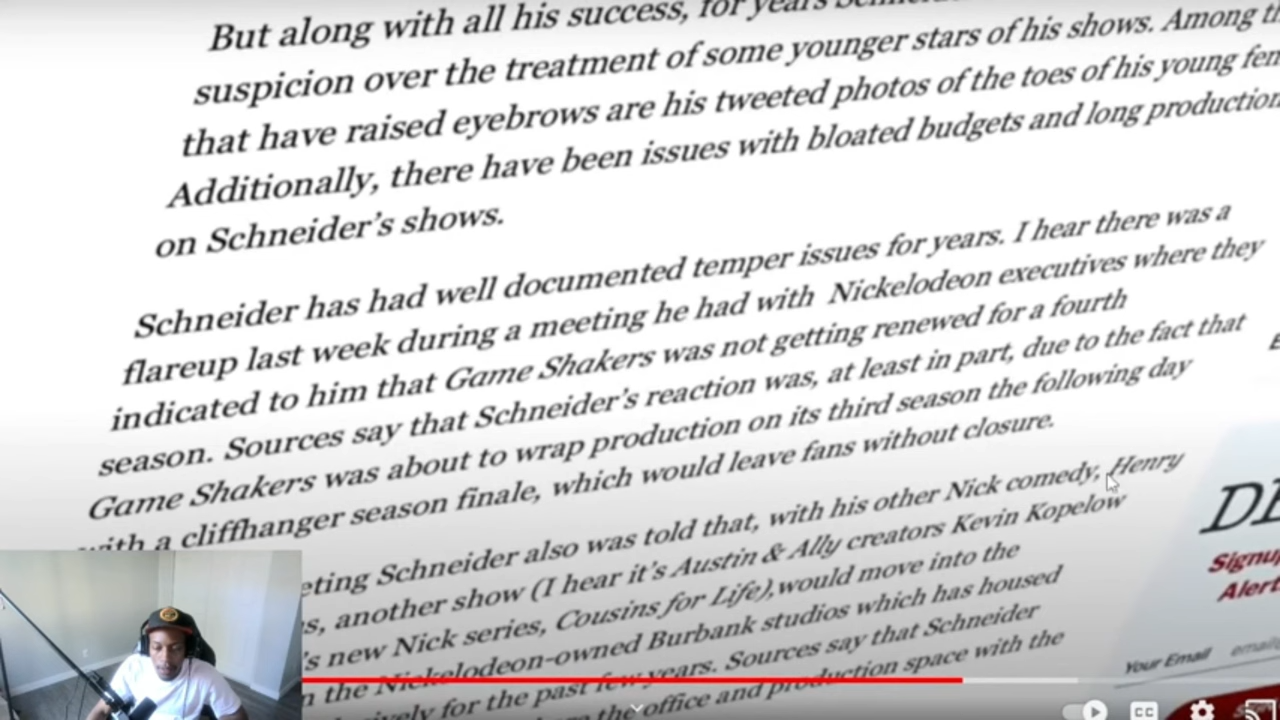 But along with all his success, for years
suspicion over the treatment of some younger stars of his shows. Among
that have raised eyebrows are his tweeted photos of the toes of his young
Additionally, there have been issues with bloated budgets and long production
on Schneider's shows.
Schneider has had well documented temper issues for years. I hear there was a
flareup last week during a meeting he had with Nickelodeon executives where they
indicated to him that Game Shakers was not getting renewed for a fourth
season. Sources say that Schneider's reaction was, at least in part, due to the fact that
Game Shakers was about to wrap production on its third season the following day
with a cliffhanger season finale, which would leave fans without closure.
Schneider also was told that, with his other Nick comedy, Henry
another show (I hear it's Austin & Ally creators Kevin Kopelow
's new Nick series, Cousins for Life),would move into the
the Nickelodeon-owned Burbank studios which has housed
for the past few years. Sources say that Schneider
the office and production space with the
Your Email
CC